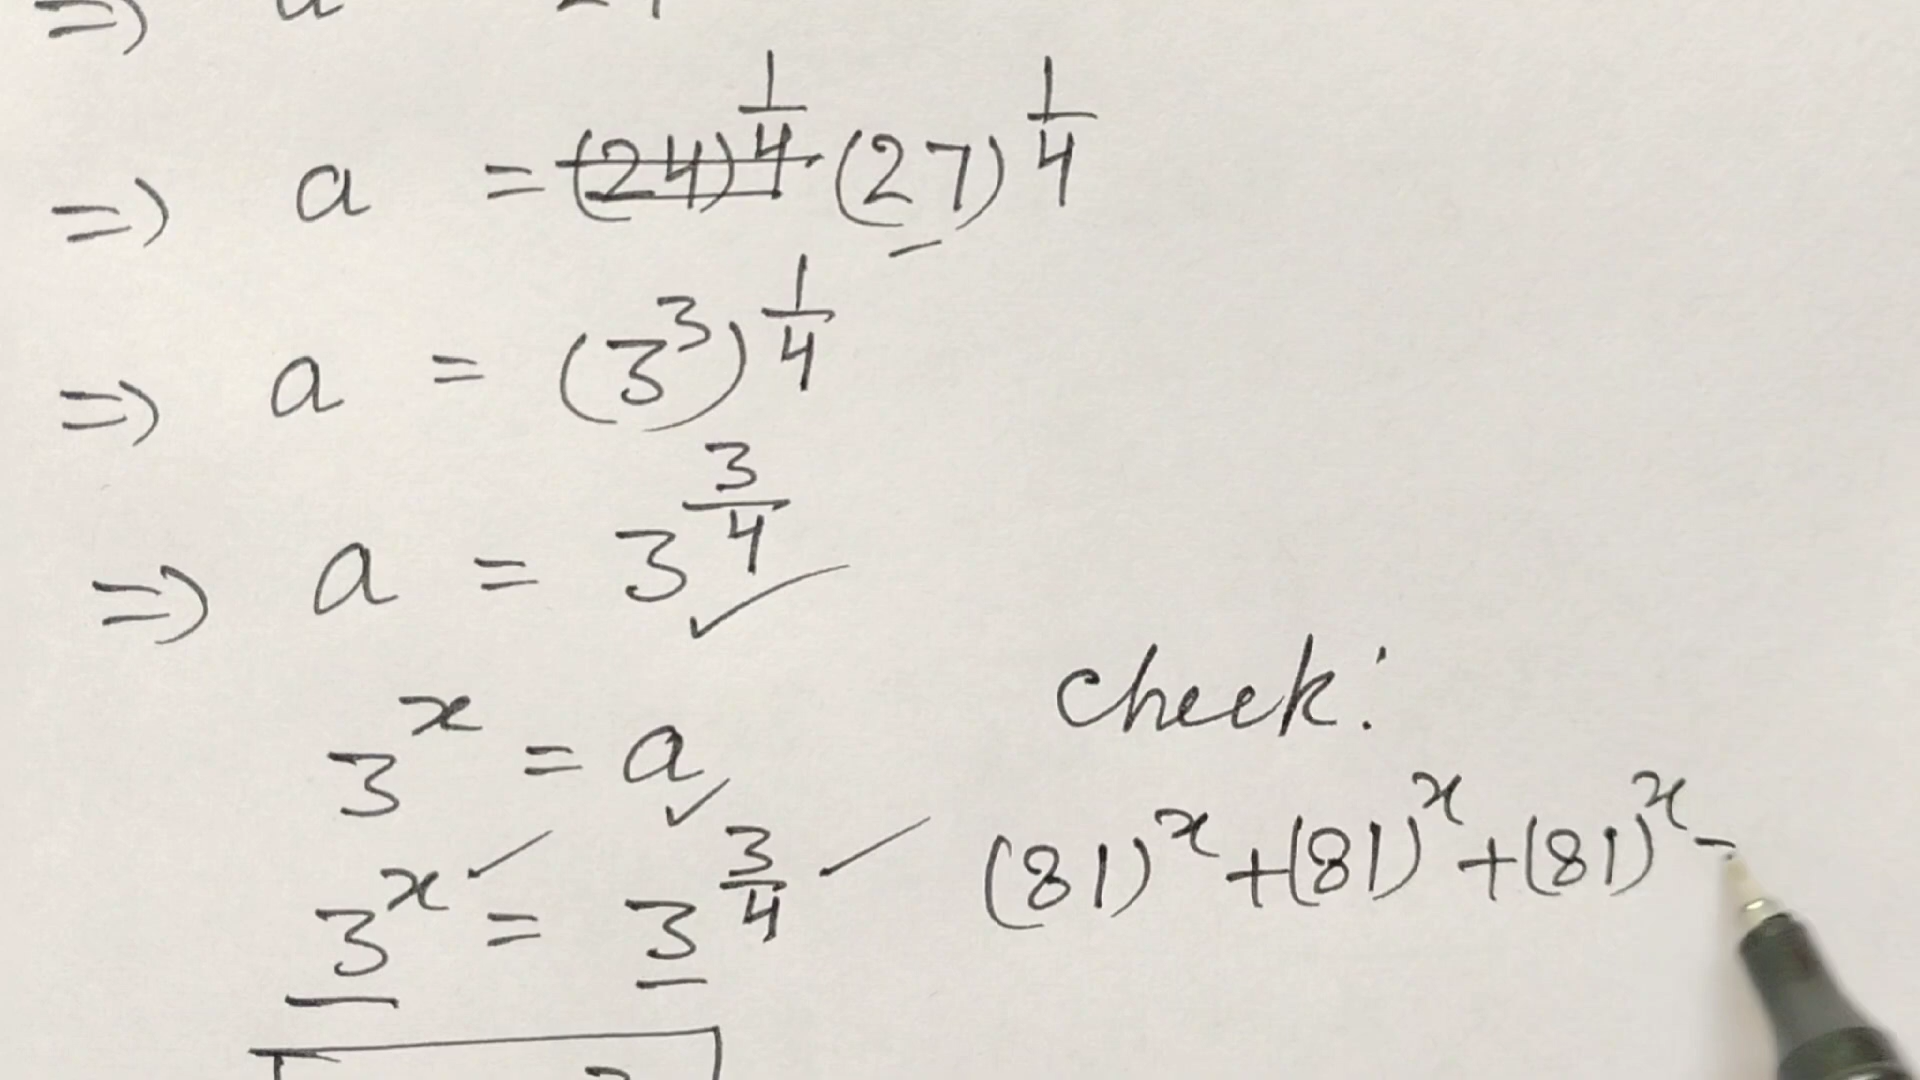 => a = (24)^{1/4} (27)^{1/4}
=> a = (3^3)^{1/4}
=> a = 3^{3/4} ✓
3^x = a ✓
3^x ✓ = 3^{3/4} ✓
Check:
(81)^x + (81)^x + (81)^x